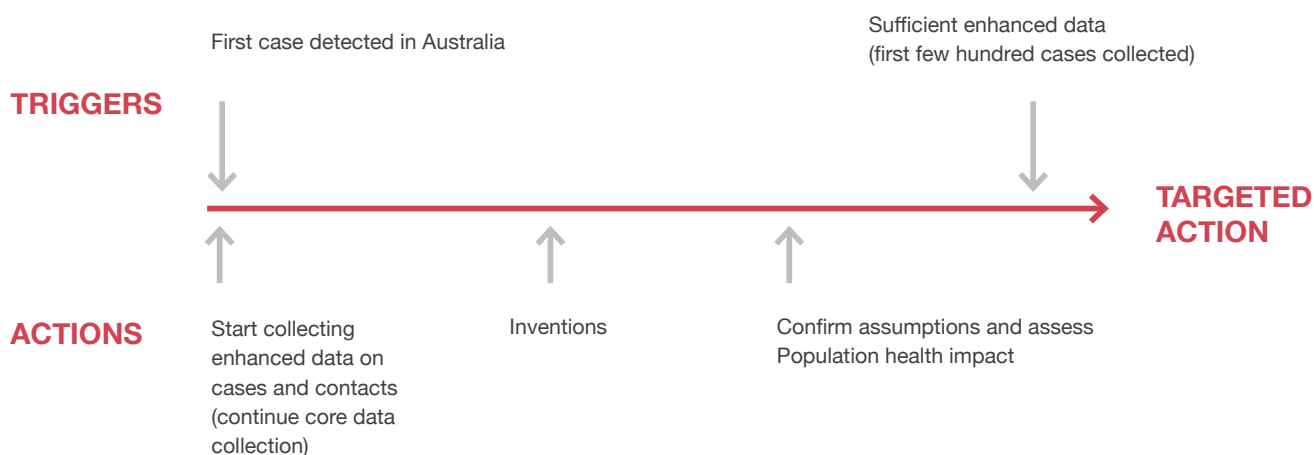 First case detected in Australia
Sufficient enhanced data
(first few hundred cases collected)
TRIGGERS
TARGETED
ACTION
ACTIONS
Start collecting
enhanced data on
cases and contacts
(continue core data
collection)
Inventions
Confirm assumptions and assess
Population health impact